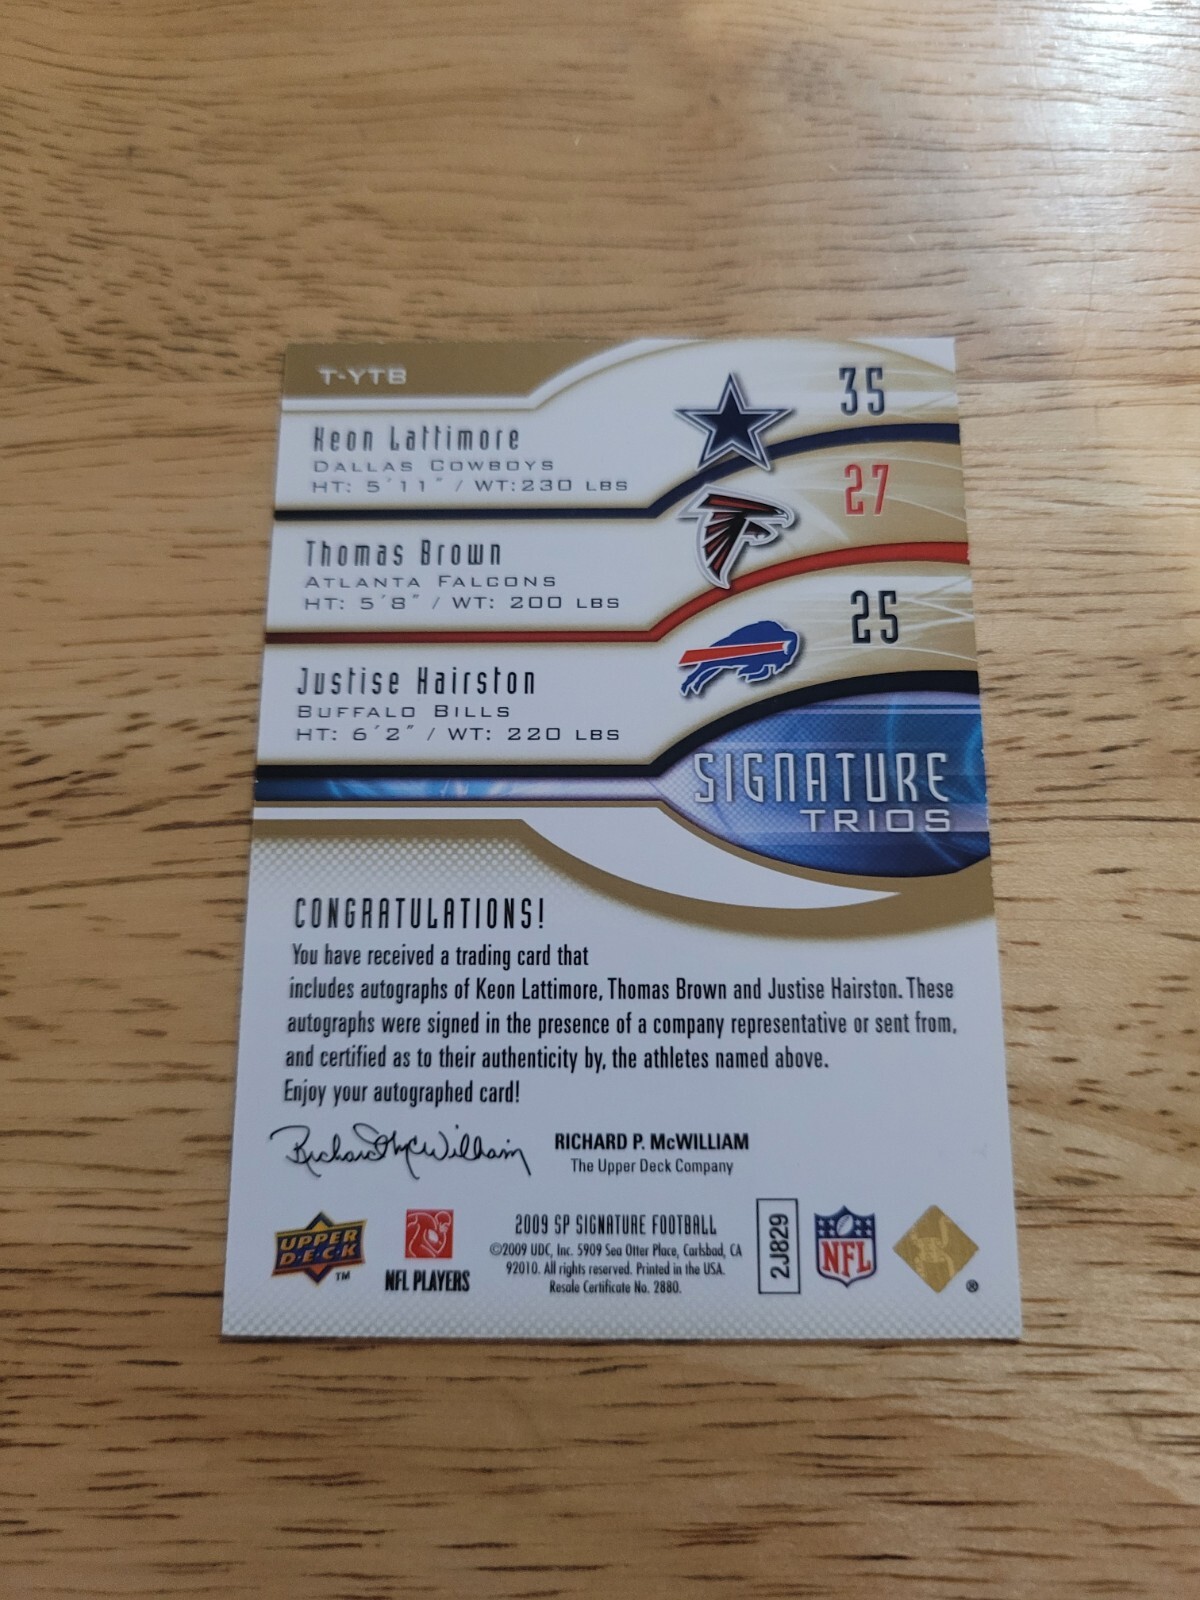 T-YTB
35
Keon Lattimore
DALLAS COWBOYS
HT: 5'11" / WT:230 LBS
27
Thomas Brown
ATLANTA FALCONS
HT: 5'8" / WT: 200 LBS
25
Justise Hairston
BUFFALO BILLS
HT: 6'2" / WT: 220 LBS
SIGNATURE
TRIOS
CONGRATULATIONS!
You have received a trading card that
includes autographs of Keon Lattimore, Thomas Brown and Justise Hairston. These
autographs were signed in the presence of a company representative or sent from,
and certified as to their authenticity by, the athletes named above.
Enjoy your autographed card!
Richard McWilliam
RICHARD P. McWILLIAM
The Upper Deck Company
UPPER
DECK
TM
NFL PLAYERS
2009 SP SIGNATURE FOOTBALL
©2009 UDC, Inc. 5909 Sea Otter Place, Carlsbad, CA
92010. All rights reserved. Printed in the USA.
Resale Certificate No. 2880.
2J829
NFL
®